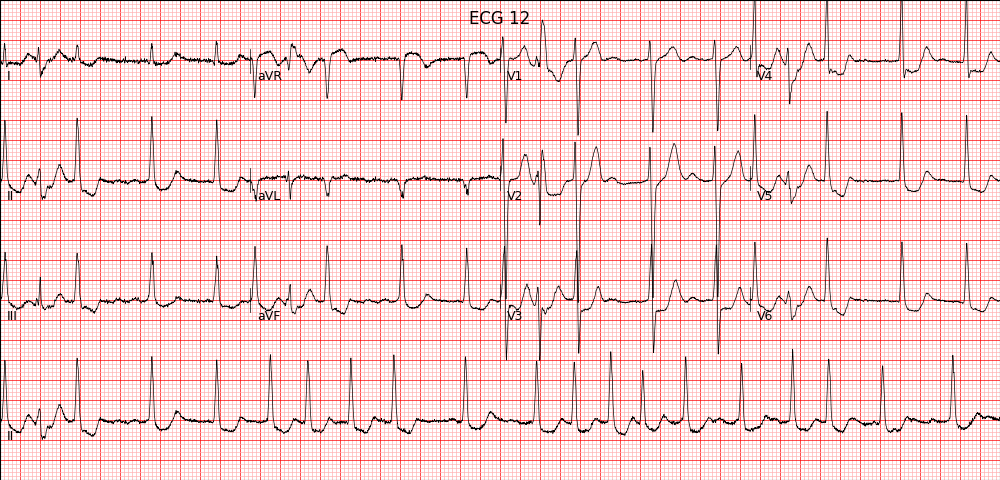 ECG 12
I aVR V1 V4
II aVL V2 V5
III aVF V3 V6
II